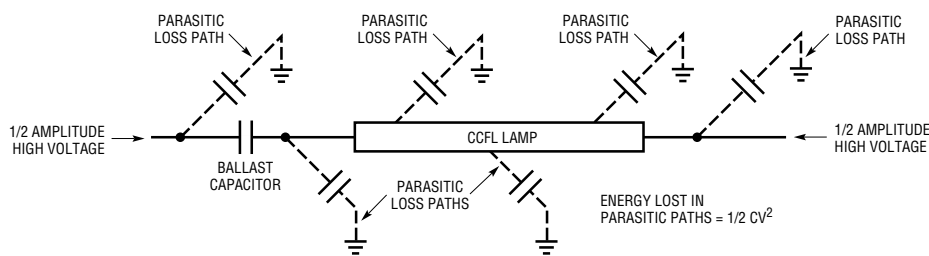 PARASITIC
LOSS PATH
PARASITIC
LOSS PATH
PARASITIC
LOSS PATH
PARASITIC
LOSS PATH
1/2 AMPLITUDE
HIGH VOLTAGE
BALLAST
CAPACITOR
CCFL LAMP
1/2 AMPLITUDE
HIGH VOLTAGE
PARASITIC
LOSS PATHS
ENERGY LOST IN
PARASITIC PATHS = 1/2 CV²